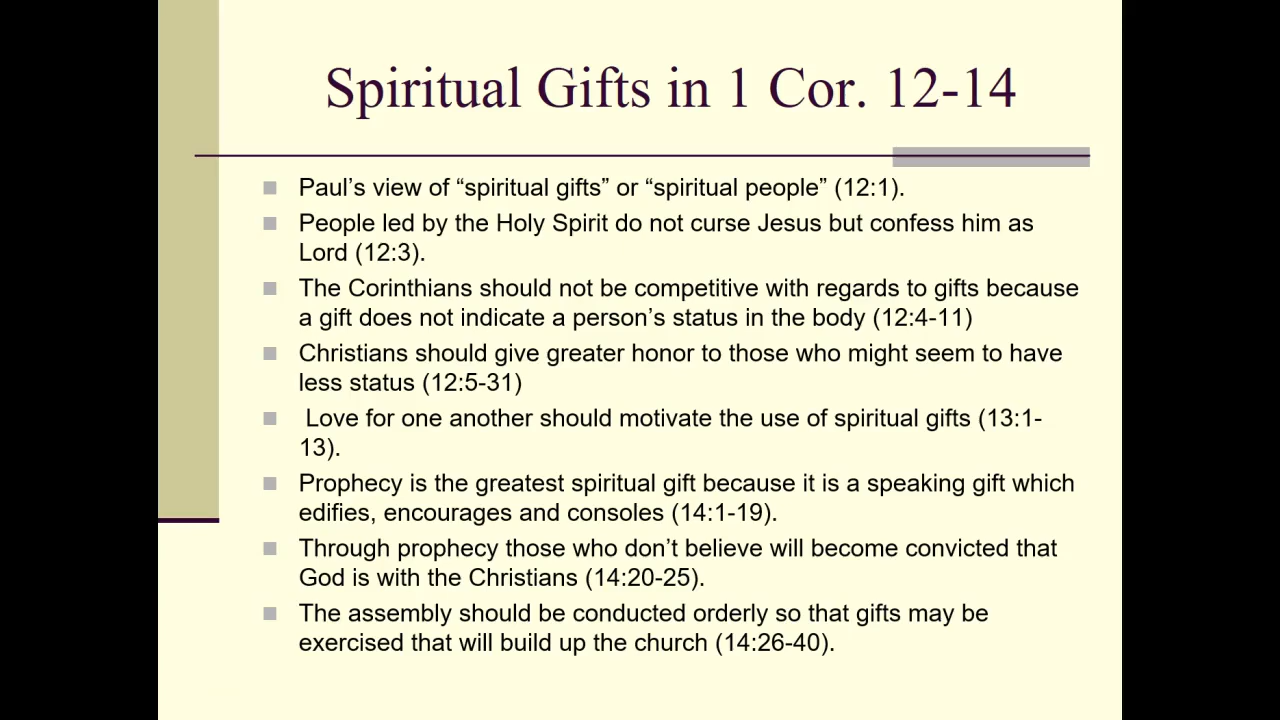 Spiritual Gifts in 1 Cor. 12-14
Paul’s view of “spiritual gifts” or “spiritual people” (12:1).
People led by the Holy Spirit do not curse Jesus but confess him as
Lord (12:3).
The Corinthians should not be competitive with regards to gifts because
a gift does not indicate a person’s status in the body (12:4-11)
Christians should give greater honor to those who might seem to have
less status (12:5-31)
Love for one another should motivate the use of spiritual gifts (13:1-
13).
Prophecy is the greatest spiritual gift because it is a speaking gift which
edifies, encourages and consoles (14:1-19).
Through prophecy those who don’t believe will become convicted that
God is with the Christians (14:20-25).
The assembly should be conducted orderly so that gifts may be
exercised that will build up the church (14:26-40).